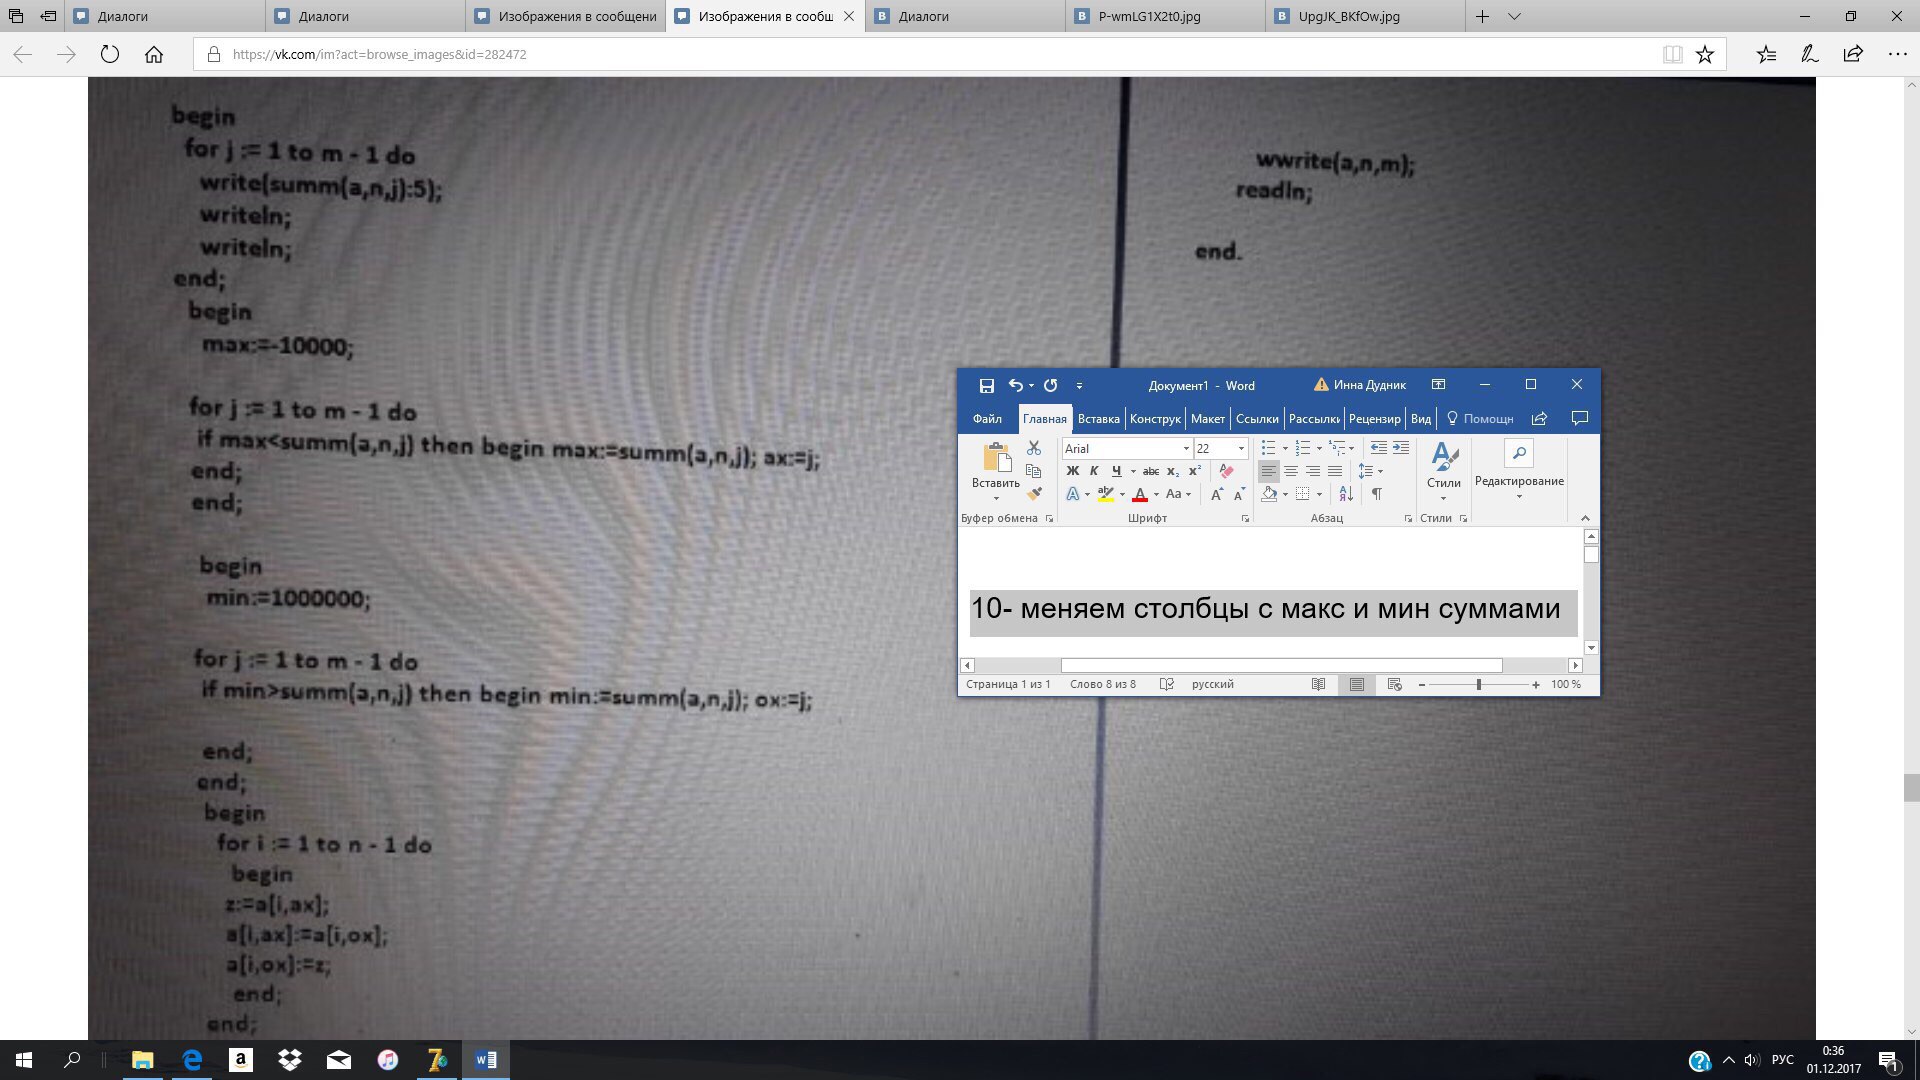 Диалоги
Диалоги
Изображения в сообщени
Изображения в сообщ
Диалоги
P-wmLG1X2t0.jpg
UpgJK_BKfOw.jpg
https://vk.com/im?act=browse_images&id=282472
begin
for j := 1 to m - 1 do
write(summ(a,n,j):5);
writeln;
writeln;
end;
begin
max:=-10000;
for j := 1 to m - 1 do
if max<summ(a,n,j) then begin max:=summ(a,n,j); ax:=j;
end;
end;
begin
min:=1000000;
for j := 1 to m - 1 do
if min>summ(a,n,j) then begin min:=summ(a,n,j); ox:=j;
end;
end;
begin
for i := 1 to n - 1 do
begin
z:=a[i,ax];
a[i,ax]:=a[i,ox];
a[i,ox]:=z;
end;
end;
wwrite(a,n,m);
readln;
end.
Документ1 - Word
Инна Дудник
Файл Главная Вставка Конструк Макет Ссылки Рассылки Рецензир Вид Помощн
Вставить
Arial 22
Ж К Ч abc x₂ x²
А Aa А А
Стили
Редактирование
Буфер обмена Шрифт Абзац Стили
10- меняем столбцы с макс и мин суммами
Страница 1 из 1 Слово 8 из 8 русский 100 %
РУС
0:36
01.12.2017
1